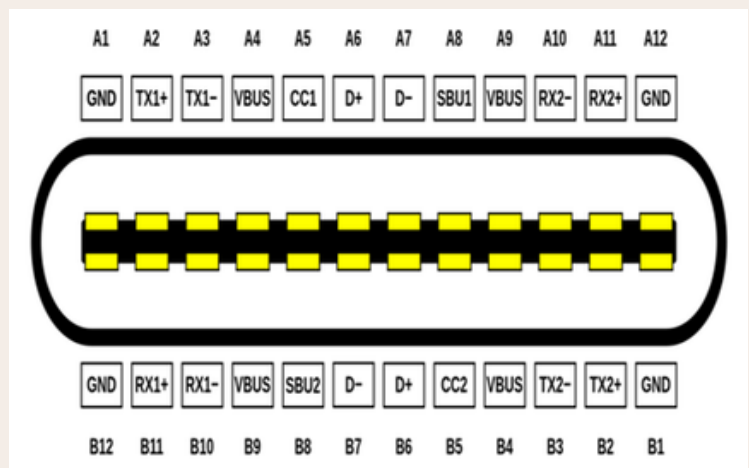 A1 A2 A3 A4 A5 A6 A7 A8 A9 A10 A11 A12
GND TX1+ TX1− VBUS CC1 D+ D− SBU1 VBUS RX2− RX2+ GND
GND RX1+ RX1− VBUS SBU2 D− D+ CC2 VBUS TX2− TX2+ GND
B12 B11 B10 B9 B8 B7 B6 B5 B4 B3 B2 B1